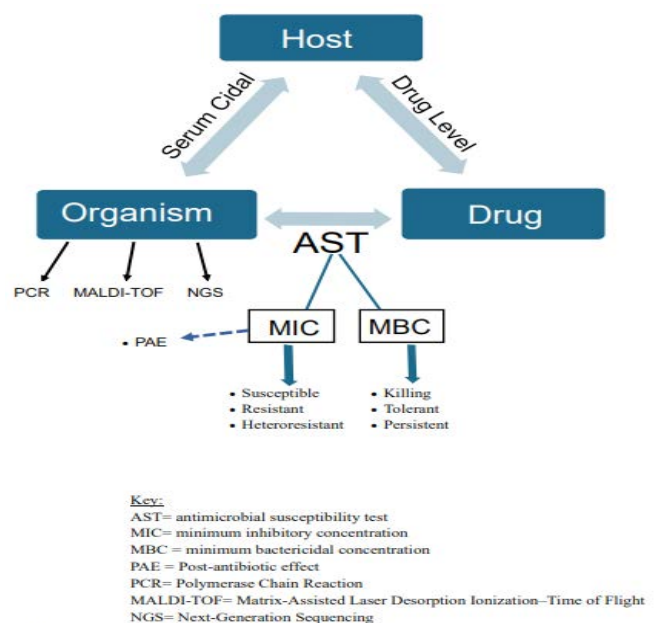 Host
Serum Cidal
Drug Level
Organism
Drug
AST
PCR
MALDI-TOF
NGS
MIC
MBC
• PAE
• Susceptible
• Resistant
• Heteroresistant
• Killing
• Tolerant
• Persistent
Key:
AST= antimicrobial susceptibility test
MIC= minimum inhibitory concentration
MBC = minimum bactericidal concentration
PAE = Post-antibiotic effect
PCR= Polymerase Chain Reaction
MALDI-TOF= Matrix-Assisted Laser Desorption Ionization–Time of Flight
NGS= Next-Generation Sequencing